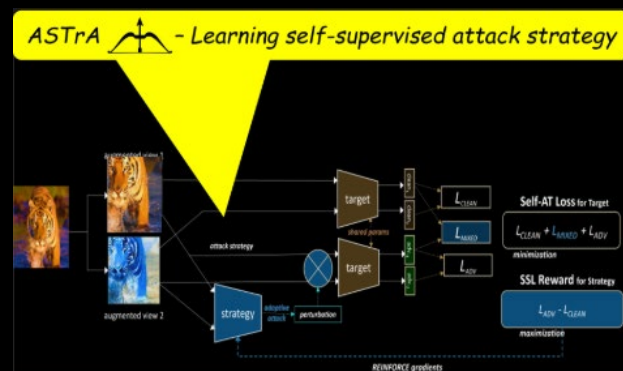 ASTrA - Learning self-supervised attack strategy
augmented view 1
target
L_CLEAN
Self-AT Loss for Target
shared params
L_MIXED
L_CLEAN + L_MIXED + L_ADV
minimization
attack strategy
target
L_ADV
SSL Reward for Strategy
augmented view 2
strategy
adaptive attack
perturbation
L_ADV - L_CLEAN
maximization
REINFORCE gradients